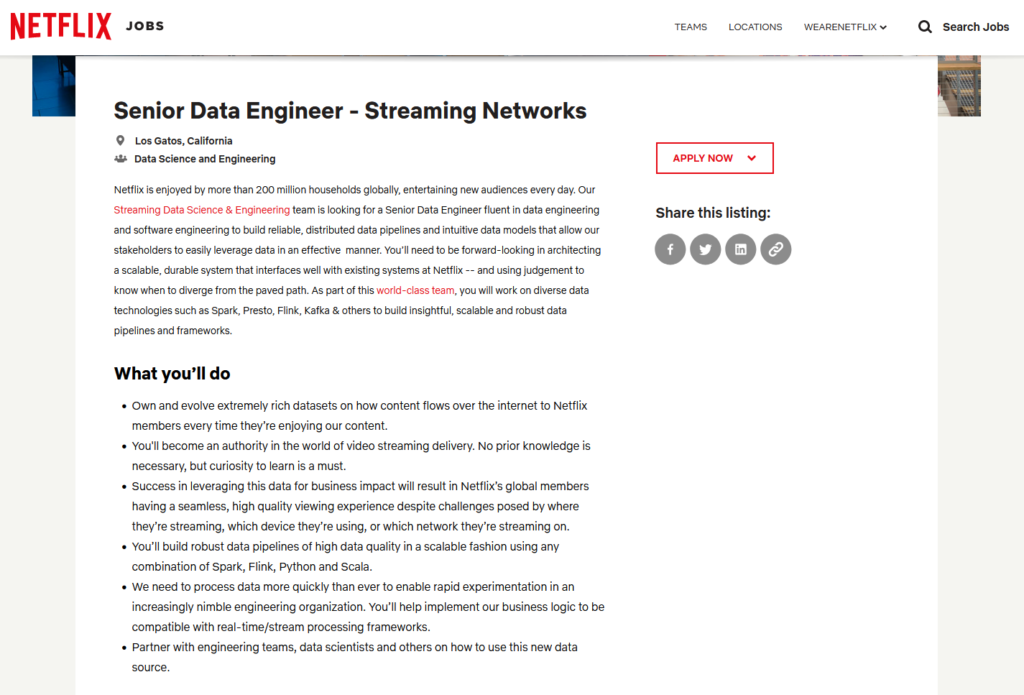 NETFLIX JOBS TEAMS LOCATIONS WEARENETFLIX Search Jobs
Senior Data Engineer - Streaming Networks
Los Gatos, California
Data Science and Engineering
Netflix is enjoyed by more than 200 million households globally, entertaining new audiences every day. Our
Streaming Data Science & Engineering team is looking for a Senior Data Engineer fluent in data engineering
and software engineering to build reliable, distributed data pipelines and intuitive data models that allow our
stakeholders to easily leverage data in an effective manner. You'll need to be forward-looking in architecting
a scalable, durable system that interfaces well with existing systems at Netflix -- and using judgement to
know when to diverge from the paved path. As part of this world-class team, you will work on diverse data
technologies such as Spark, Presto, Flink, Kafka & others to build insightful, scalable and robust data
pipelines and frameworks.
What you'll do
• Own and evolve extremely rich datasets on how content flows over the internet to Netflix
members every time they're enjoying our content.
• You'll become an authority in the world of video streaming delivery. No prior knowledge is
necessary, but curiosity to learn is a must.
• Success in leveraging this data for business impact will result in Netflix's global members
having a seamless, high quality viewing experience despite challenges posed by where
they're streaming, which device they're using, or which network they're streaming on.
• You'll build robust data pipelines of high data quality in a scalable fashion using any
combination of Spark, Flink, Python and Scala.
• We need to process data more quickly than ever to enable rapid experimentation in an
increasingly nimble engineering organization. You'll help implement our business logic to be
compatible with real-time/stream processing frameworks.
• Partner with engineering teams, data scientists and others on how to use this new data
source.
APPLY NOW
Share this listing: